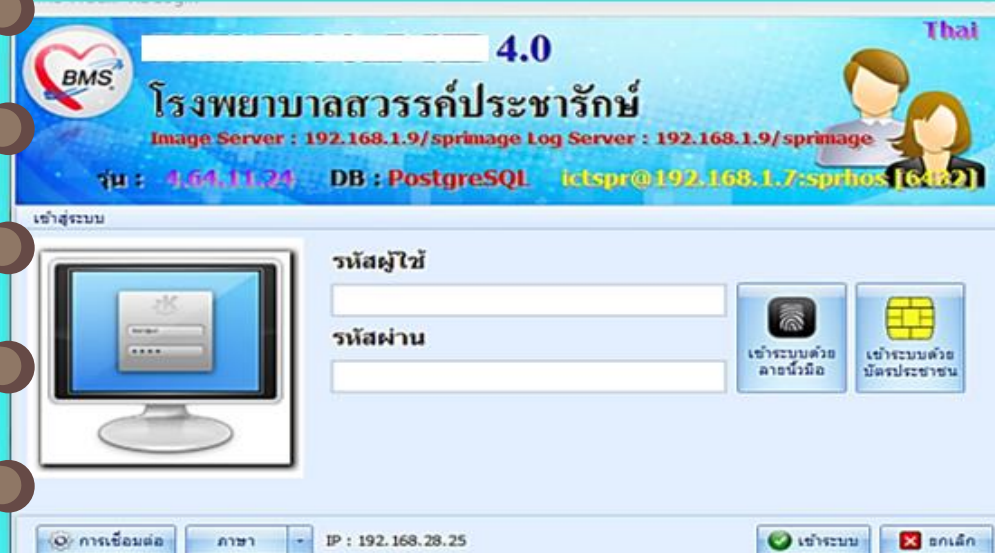 Thai
4.0
BMS
โรงพยาบาลสวรรค์ประชารักษ์
Image Server : 192.168.1.9/sprimage Log Server : 192.168.1.9/sprimage
รุ่น : 4.64.11.24 DB : PostgreSQL ictspr@192.168.1.7:sprhos [6432]
เข้าสู่ระบบ
รหัสผู้ใช้
รหัสผ่าน
เข้าระบบด้วย
ลายนิ้วมือ
เข้าระบบด้วย
บัตรประชาชน
การเชื่อมต่อ ภาษา IP : 192.168.28.25 เข้าระบบ ยกเลิก